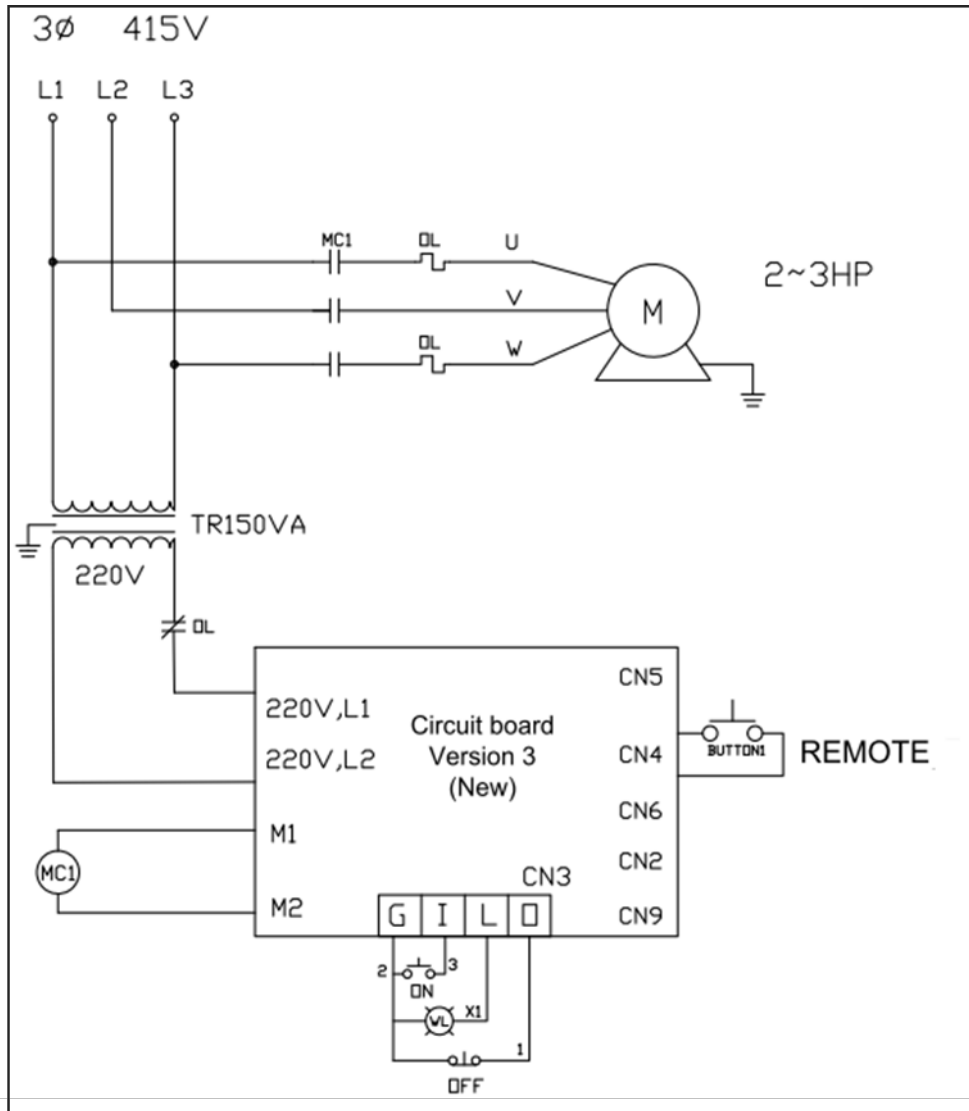 3Ø 415V
L1 L2 L3
MC1 OL U
2~3HP
V
M
OL W
TR150VA
220V
OL
CN5
220V,L1
Circuit board
Version 3
(New)
220V,L2
CN4
BUTTON1
REMOTE
CN6
M1
MC1
CN2
CN3
M2
G I L O
CN9
2 3
ON
X1
WL
1
OFF